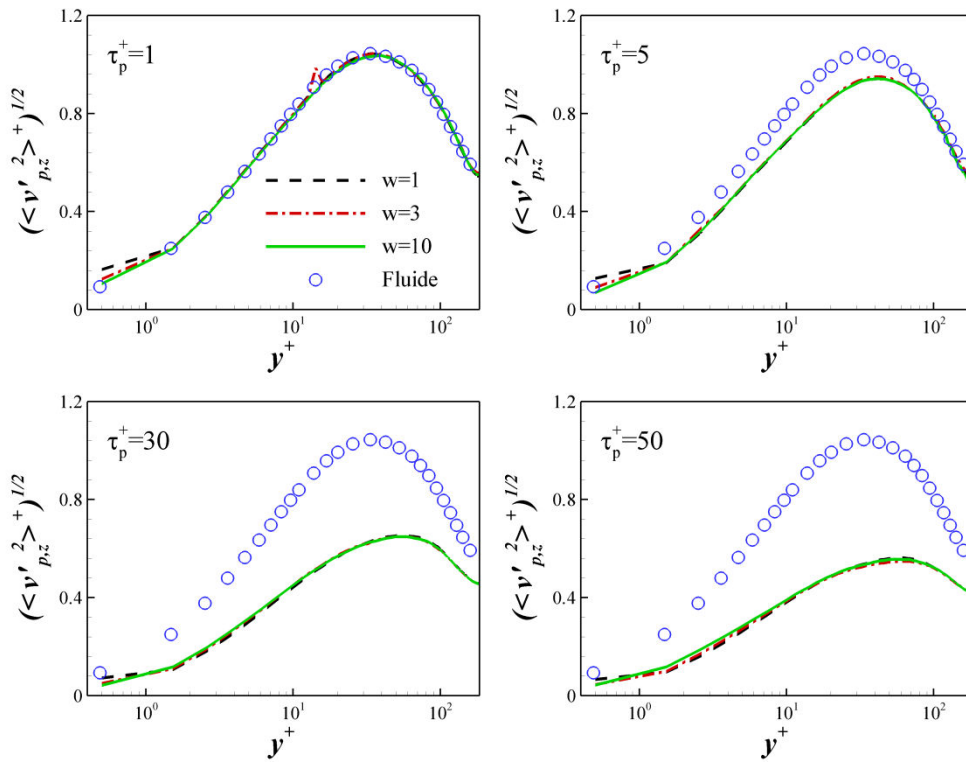 1.2 1.2
τp+=1 τp+=5
(<v'p,z2>+)1/2 0.8 (<v'p,z2>+)1/2 0.8
w=1
w=3
0.4 0.4
w=10
Fluide
0 0
10^0 10^1 10^2 10^0 10^1 10^2
y+ y+
1.2 1.2
τp+=30 τp+=50
(<v'p,z2>+)1/2 0.8 (<v'p,z2>+)1/2 0.8
0.4 0.4
0 0
10^0 10^1 10^2 10^0 10^1 10^2
y+ y+